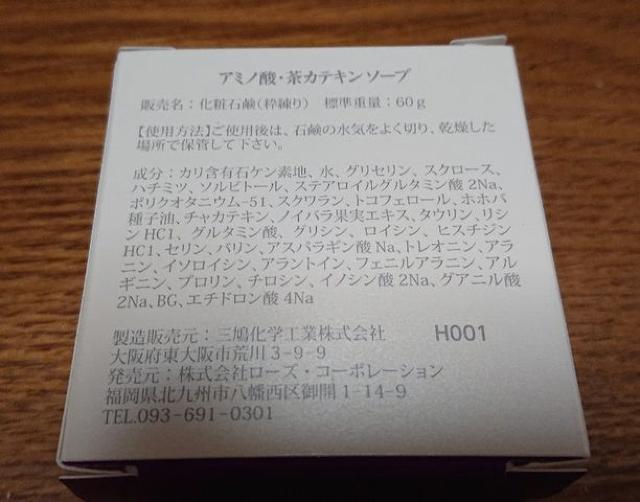 アミノ酸・茶カテキン ソープ
販売名：化粧石鹸（枠練り） 標準重量：60g
【使用方法】ご使用後は、石鹸の水気をよく切り、乾燥した
場所で保管して下さい。
成分：カリ含有石ケン素地、水、グリセリン、スクロース、
ハチミツ、ソルビトール、ステアロイルグルタミン酸 2Na、
ポリクオタニウム-51、スクワラン、トコフェロール、ホホバ
種子油、チャカテキン、ノイバラ果実エキス、タウリン、リシ
ン HC1、グルタミン酸、グリシン、ロイシン、ヒスチジン
HC1、セリン、バリン、アスパラギン酸 Na、トレオニン、アラ
ニン、イソロイシン、アラントイン、フェニルアラニン、アル
ギニン、プロリン、チロシン、イノシン酸 2Na、グアニル酸
2Na、BG、エチドロン酸 4Na
製造販売元：三鳩化学工業株式会社 H001
大阪府東大阪市荒川 3-9-9
発売元：株式会社ローズ・コーポレーション
福岡県北九州市八幡西区御開 1-14-9
TEL.093-691-0301